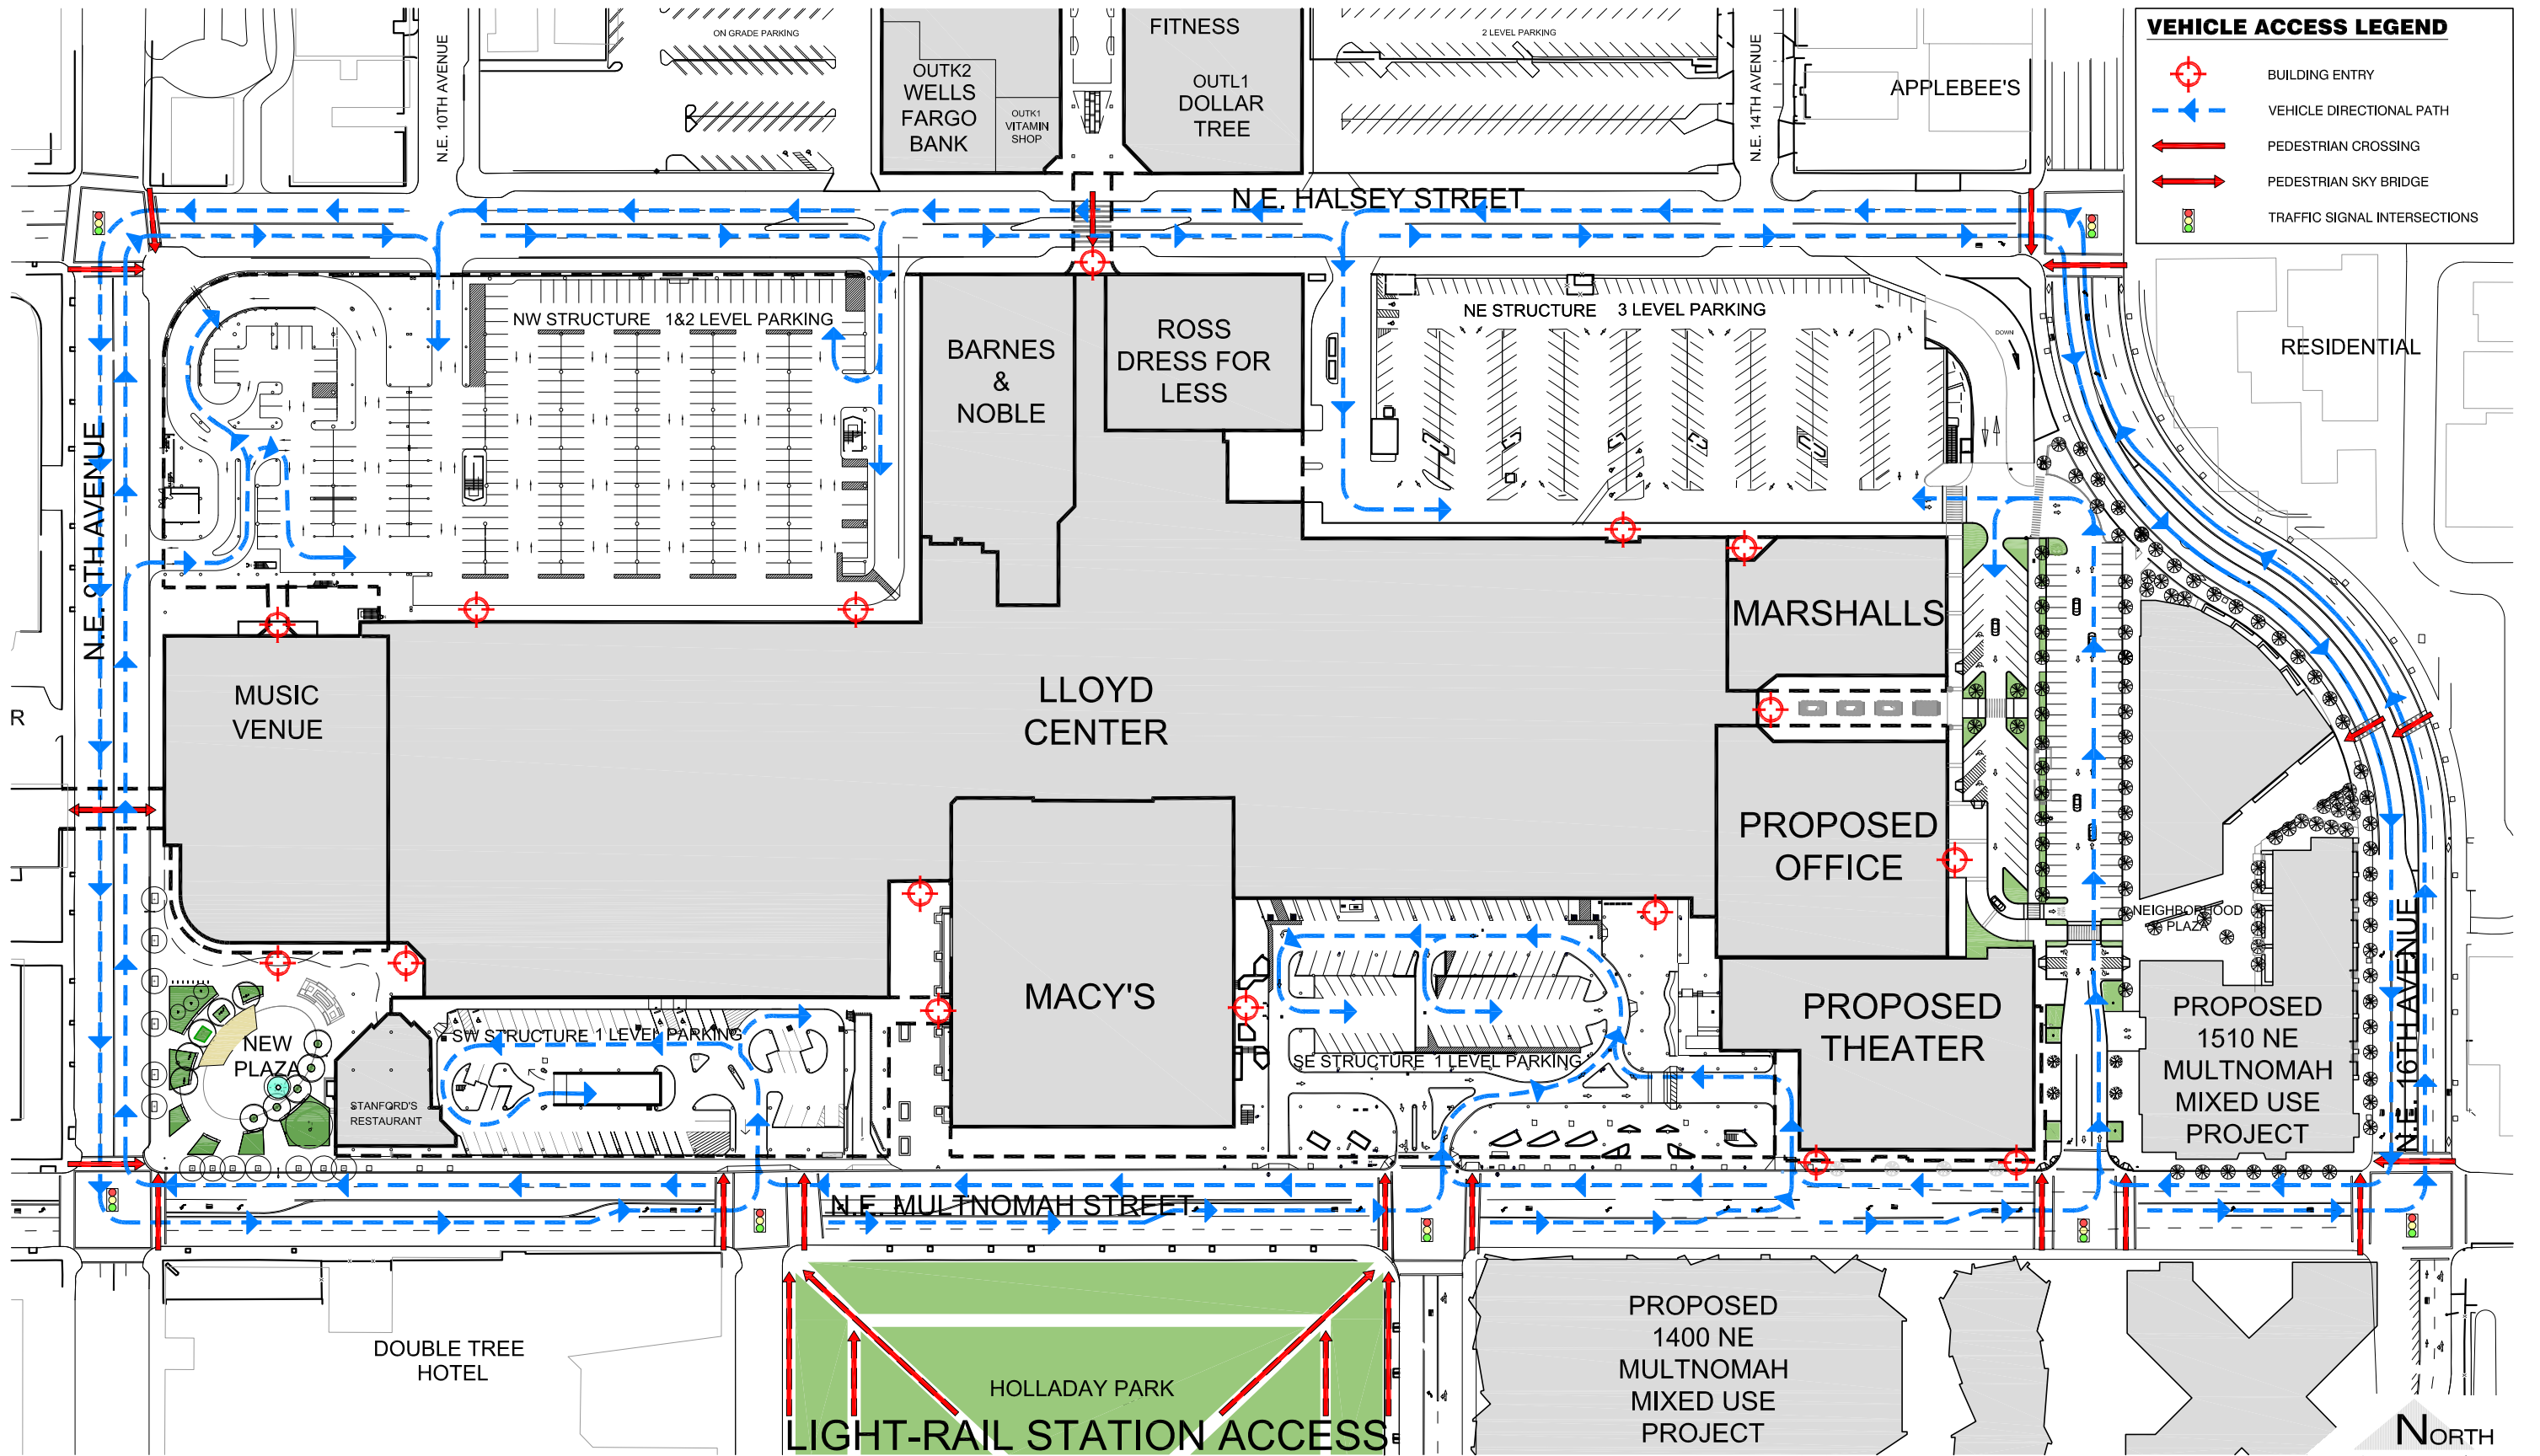 VEHICLE ACCESS LEGEND
BUILDING ENTRY
VEHICLE DIRECTIONAL PATH
PEDESTRIAN CROSSING
PEDESTRIAN SKY BRIDGE
TRAFFIC SIGNAL INTERSECTIONS
N.E. 10TH AVENUE
ON GRADE PARKING
OUTK2
WELLS
FARGO
BANK
OUTK1
VITAMIN
SHOP
FITNESS
OUTL1
DOLLAR
TREE
2 LEVEL PARKING
N.E. 14TH AVENUE
APPLEBEE'S
N.E. HALSEY STREET
NW STRUCTURE 1&2 LEVEL PARKING
BARNES
&
NOBLE
ROSS
DRESS FOR
LESS
NE STRUCTURE 3 LEVEL PARKING
DOWN
RESIDENTIAL
N.E. 9TH AVENUE
R
MUSIC
VENUE
LLOYD
CENTER
MARSHALLS
PROPOSED
OFFICE
MACY'S
PROPOSED
THEATER
NEIGHBORHOOD
PLAZA
N.E. 16TH AVENUE
PROPOSED
1510 NE
MULTNOMAH
MIXED USE
PROJECT
NEW
PLAZA
STANFORD'S
RESTAURANT
SW STRUCTURE 1 LEVEL PARKING
SE STRUCTURE 1 LEVEL PARKING
N.E. MULTNOMAH STREET
DOUBLE TREE
HOTEL
HOLLADAY PARK
LIGHT-RAIL STATION ACCESS
PROPOSED
1400 NE
MULTNOMAH
MIXED USE
PROJECT
NORTH